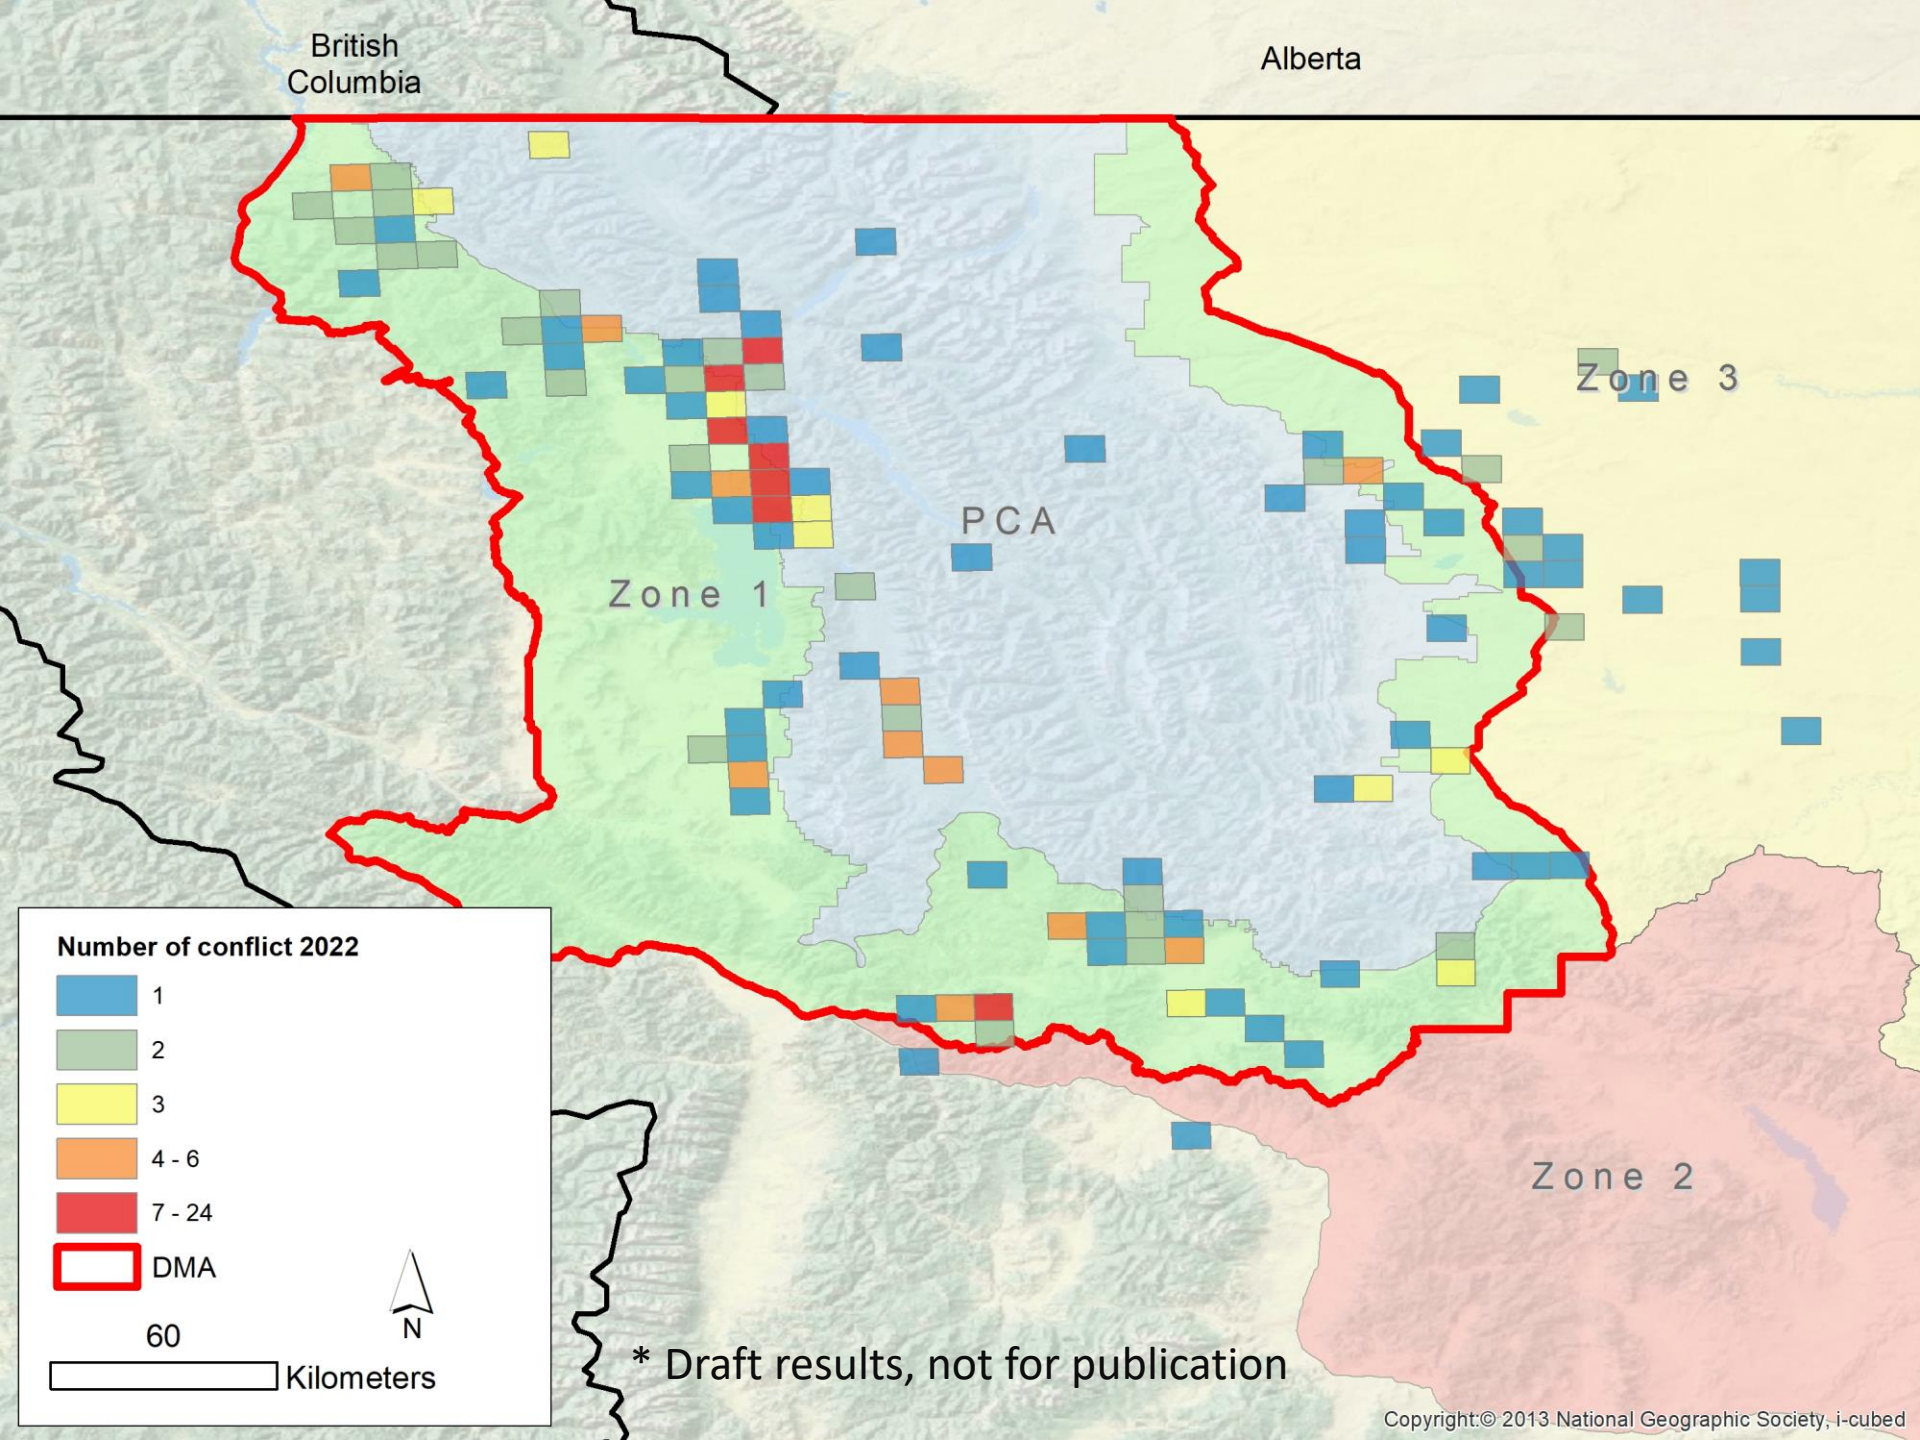 British
Columbia
Alberta
Zone 3
PCA
Zone 1
Zone 2
Number of conflict 2022
1
2
3
4 - 6
7 - 24
DMA
N
60
Kilometers
* Draft results, not for publication
Copyright:© 2013 National Geographic Society, i-cubed